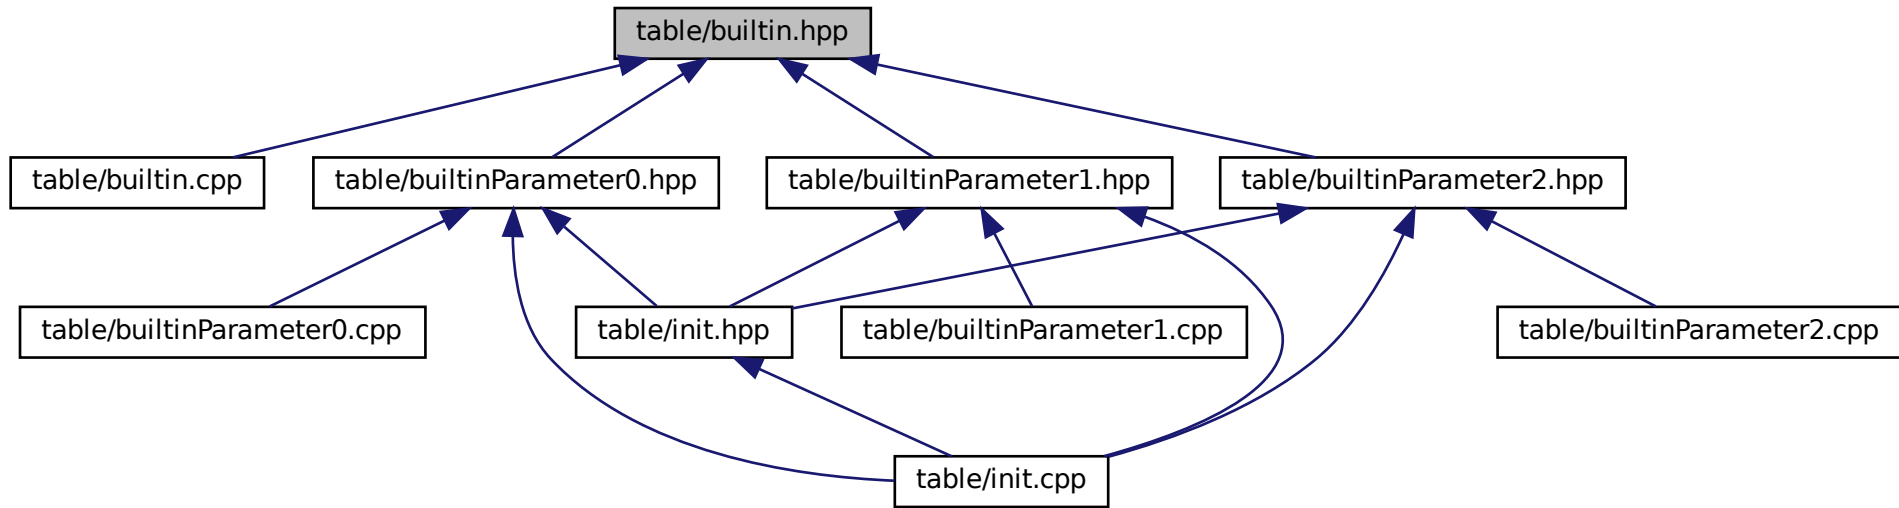 table/builtin.hpp
table/builtin.cpp
table/builtinParameter0.hpp
table/builtinParameter1.hpp
table/builtinParameter2.hpp
table/builtinParameter0.cpp
table/init.hpp
table/builtinParameter1.cpp
table/builtinParameter2.cpp
table/init.cpp